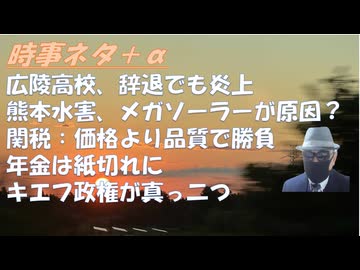 時事ネタ＋α
広陵高校、辞退でも炎上
熊本水害、メガソーラーが原因？
関税：価格より品質で勝負
年金は紙切れに
キエフ政権が真っ二つ